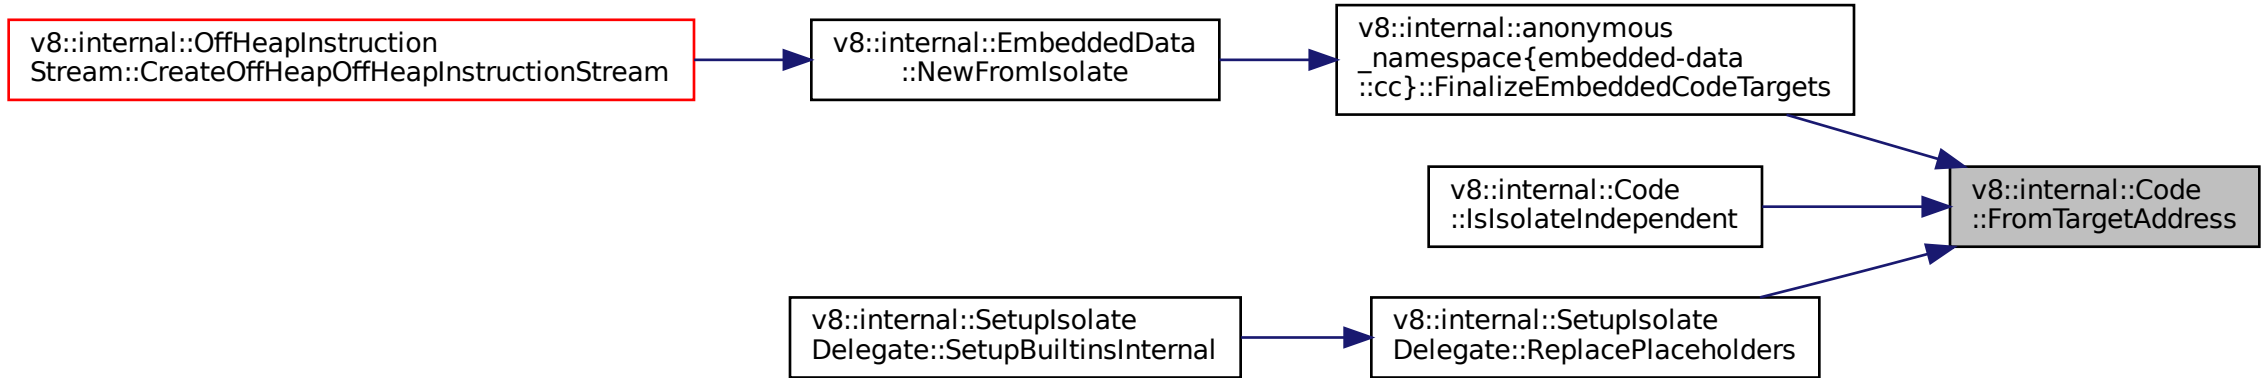 v8::internal::OffHeapInstruction
Stream::CreateOffHeapOffHeapInstructionStream
v8::internal::EmbeddedData
::NewFromIsolate
v8::internal::anonymous
_namespace{embedded-data
::cc}::FinalizeEmbeddedCodeTargets
v8::internal::Code
::IsIsolateIndependent
v8::internal::Code
::FromTargetAddress
v8::internal::SetupIsolate
Delegate::SetupBuiltinsInternal
v8::internal::SetupIsolate
Delegate::ReplacePlaceholders